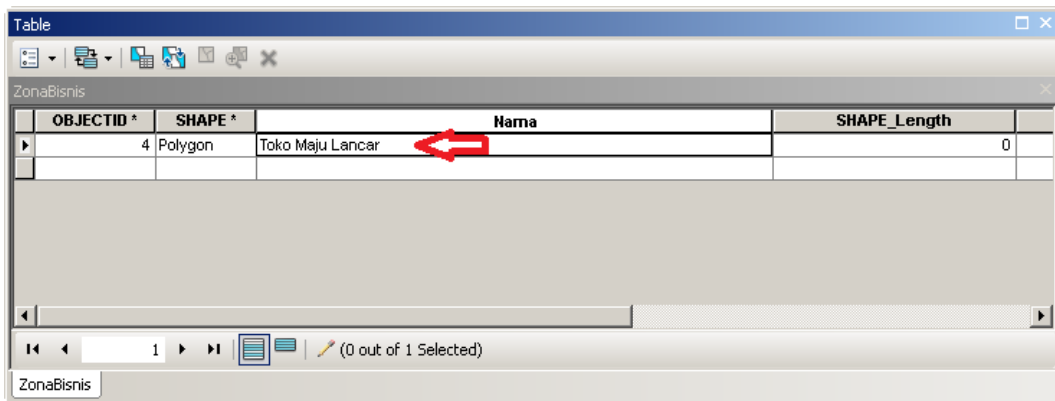 Table
ZonaBisnis
OBJECTID * SHAPE * Nama SHAPE_Length
4 Polygon Toko Maju Lancar 0
1 (0 out of 1 Selected)
ZonaBisnis